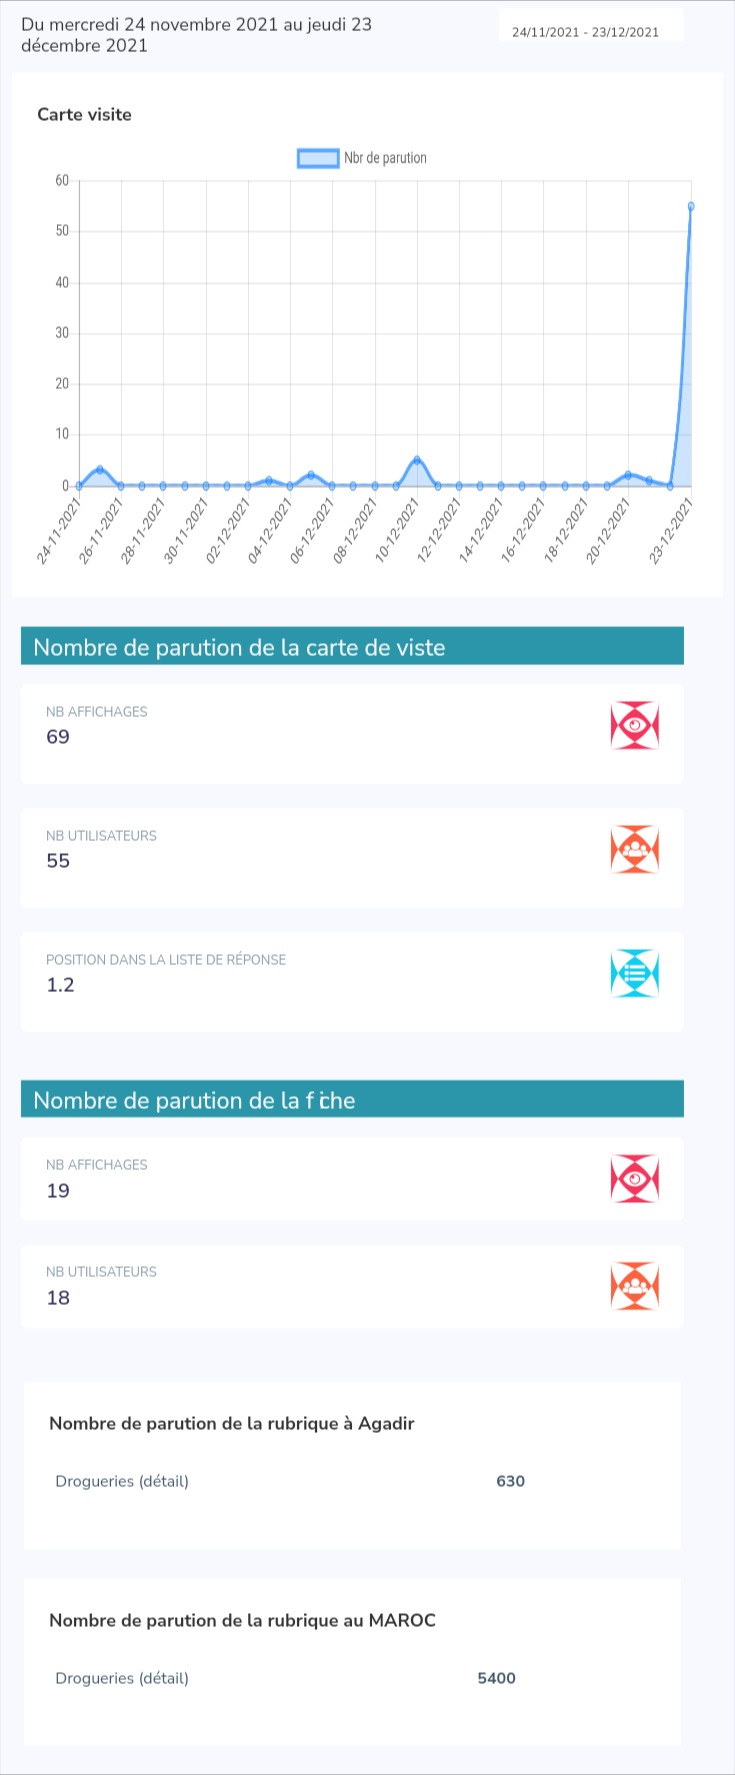 Du mercredi 24 novembre 2021 au jeudi 23
décembre 2021
24/11/2021 - 23/12/2021
Carte visite
Nbr de parution
60
50
40
30
20
10
0
24-11-2021
26-11-2021
28-11-2021
30-11-2021
02-12-2021
04-12-2021
06-12-2021
08-12-2021
10-12-2021
12-12-2021
14-12-2021
16-12-2021
18-12-2021
20-12-2021
23-12-2021
Nombre de parution de la carte de viste
NB AFFICHAGES
69
NB UTILISATEURS
55
POSITION DANS LA LISTE DE RÉPONSE
1.2
Nombre de parution de la fiche
NB AFFICHAGES
19
NB UTILISATEURS
18
Nombre de parution de la rubrique à Agadir
Drogueries (détail) 630
Nombre de parution de la rubrique au MAROC
Drogueries (détail) 5400